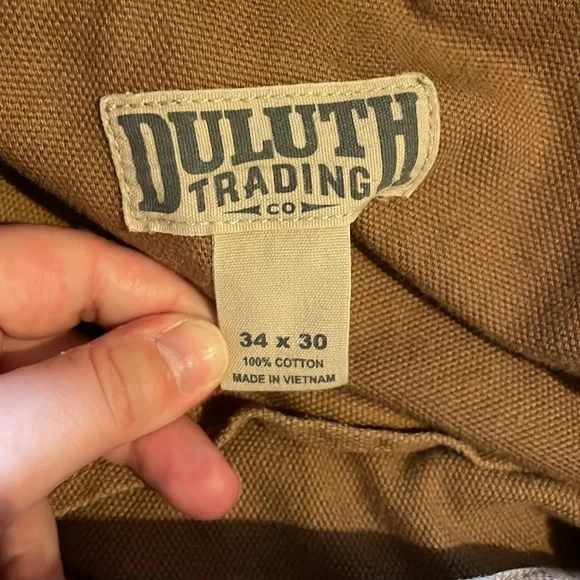 DULUTH
TRADING
CO
34 x 30
100% COTTON
MADE IN VIETNAM